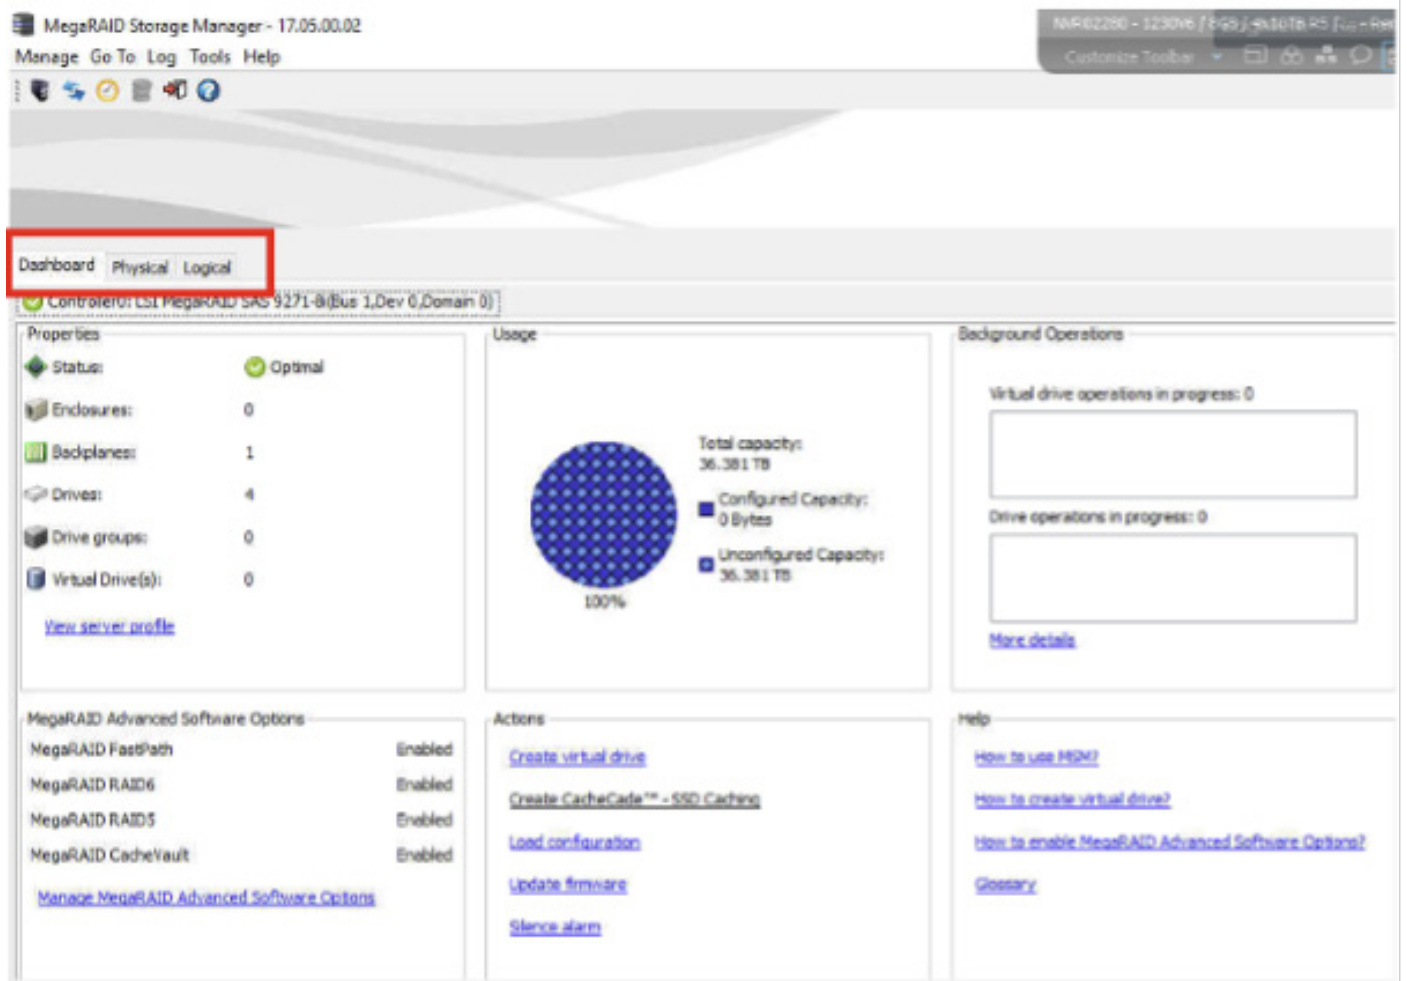 MegaRAID Storage Manager - 17.05.00.02
NVR02280 - 1230V6 / 8GB / 4x10TB R5
Manage Go To Log Tools Help
Customize Toolbar
Dashboard Physical Logical
Controller0: LSI MegaRAID SAS 9271-8i(Bus 1,Dev 0,Domain 0)
Properties
Status: Optimal
Enclosures: 0
Backplanes: 1
Drives: 4
Drive groups: 0
Virtual Drive(s): 0
View server profile
Usage
Total capacity:
36.381 TB
Configured Capacity:
0 Bytes
Unconfigured Capacity:
36.381 TB
100%
Background Operations
Virtual drive operations in progress: 0
Drive operations in progress: 0
More details
MegaRAID Advanced Software Options
MegaRAID FastPath Enabled
MegaRAID RAID6 Enabled
MegaRAID RAID5 Enabled
MegaRAID CacheVault Enabled
Manage MegaRAID Advanced Software Options
Actions
Create virtual drive
Create CacheCade™ - SSD Caching
Load configuration
Update firmware
Silence alarm
Help
How to use MSM?
How to create virtual drive?
How to enable MegaRAID Advanced Software Options?
Glossary